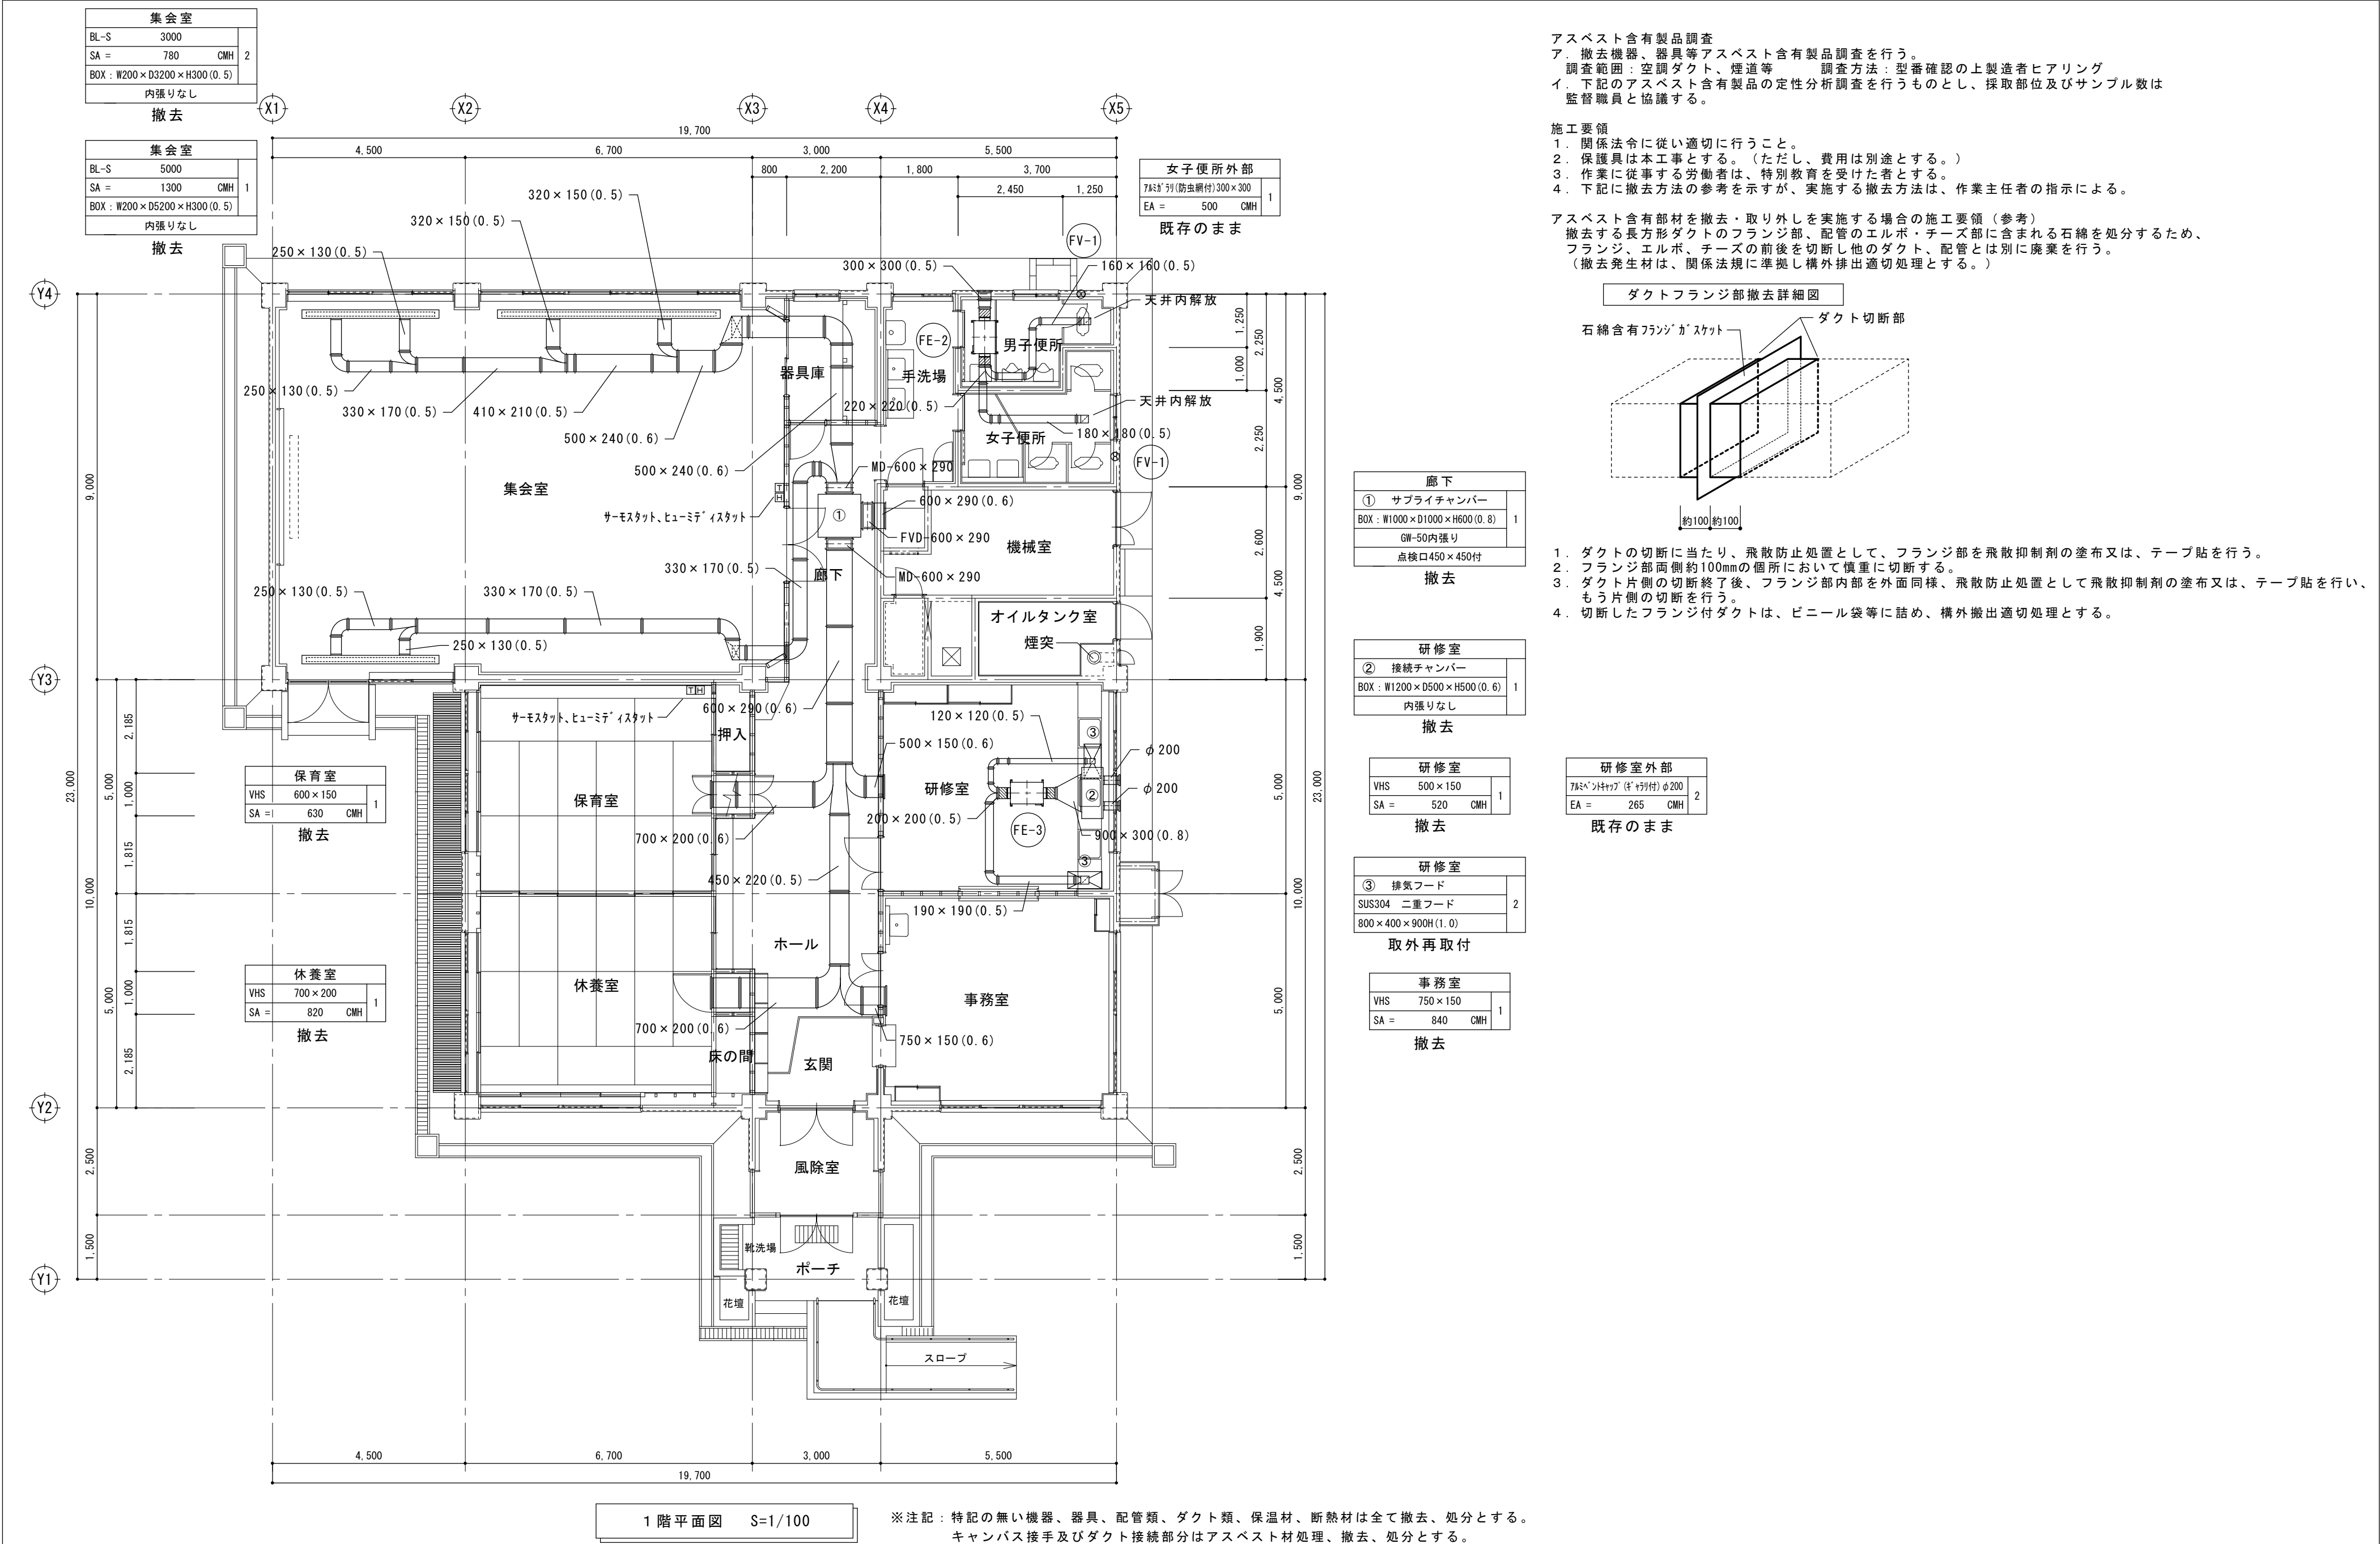 集会室
BL-S 3000
SA = 780 CMH 2
BOX : W200×D3200×H300(0.5)
内張りなし
撤去
集会室
BL-S 5000
SA = 1300 CMH 1
BOX : W200×D5200×H300(0.5)
内張りなし
撤去
X1 X2 X3 X4 X5
19,700
4,500 6,700 3,000 5,500
800 2,200 1,800 3,700
2,450 1,250
女子便所外部
アルミガラリ(防虫網付)300×300
EA = 500 CMH 1
既存のまま
アスベスト含有製品調査
ア．撤去機器、器具等アスベスト含有製品調査を行う。
調査範囲：空調ダクト、煙道等　調査方法：型番確認の上製造者ヒアリング
イ．下記のアスベスト含有製品の定性分析調査を行うものとし、採取部位及びサンプル数は
監督職員と協議する。
施工要領
1．関係法令に従い適切に行うこと。
2．保護具は本工事とする。（ただし、費用は別途とする。）
3．作業に従事する労働者は、特別教育を受けた者とする。
4．下記に撤去方法の参考を示すが、実施する撤去方法は、作業主任者の指示による。
アスベスト含有部材を撤去・取り外しを実施する場合の施工要領（参考）
撤去する長方形ダクトのフランジ部、配管のエルボ・チーズ部に含まれる石綿を処分するため、
フランジ、エルボ、チーズの前後を切断し他のダクト、配管とは別に廃棄を行う。
（撤去発生材は、関係法規に準拠し構外排出適切処理とする。）
ダクトフランジ部撤去詳細図
ダクト切断部
石綿含有フランジガスケット
約100 約100
1．ダクトの切断に当たり、飛散防止処置として、フランジ部を飛散抑制剤の塗布又は、テープ貼を行う。
2．フランジ部両側約100mmの個所において慎重に切断する。
3．ダクト片側の切断終了後、フランジ部内部を外面同様、飛散防止処置として飛散抑制剤の塗布又は、テープ貼を行い、
もう片側の切断を行う。
4．切断したフランジ付ダクトは、ビニール袋等に詰め、構外搬出適切処理とする。
320×150(0.5)
320×150(0.5)
250×130(0.5)
FV-1
300×300(0.5)
160×160(0.5)
天井内解放
Y4
FE-2
男子便所
器具庫
手洗場
250×130(0.5)
330×170(0.5)
410×210(0.5)
500×240(0.6)
220×220(0.5)
天井内解放
女子便所
180×180(0.5)
FV-1
500×240(0.6)
MD-600×290
集会室
T
H
サーモスタット、ヒューミディスタット
①
600×290(0.6)
FVD-600×290
機械室
330×170(0.5)
廊下
MD-600×290
250×130(0.5)
330×170(0.5)
250×130(0.5)
オイルタンク室
煙突
1,250
1,000
2,250
2,250
4,500
2,600
1,900
4,500
9,000
9,000
Y3
T H
サーモスタット、ヒューミディスタット
600×290(0.6)
押入
120×120(0.5)
③
500×150(0.6)
φ200
φ200
保育室
研修室
②
200×200(0.5)
FE-3
900×300(0.8)
700×200(0.6)
450×220(0.5)
③
190×190(0.5)
ホール
休養室
事務室
700×200(0.6)
750×150(0.6)
床の間
玄関
Y2
風除室
靴洗場
ポーチ
花壇
花壇
Y1
スロープ
23,000
10,000
5,000
5,000
2,185
1,000
1,815
1,815
1,000
2,185
2,500
1,500
5,000
5,000
10,000
23,000
2,500
1,500
保育室
VHS 600×150
SA = 630 CMH 1
撤去
休養室
VHS 700×200
SA = 820 CMH 1
撤去
廊下
① サプライチャンバー
BOX : W1000×D1000×H600(0.8) 1
GW-50内張り
点検口450×450付
撤去
研修室
② 接続チャンバー
BOX : W1200×D500×H500(0.6) 1
内張りなし
撤去
研修室
VHS 500×150
SA = 520 CMH 1
撤去
研修室外部
アルミベントキャップ(ギャラリ付)φ200
EA = 265 CMH 2
既存のまま
研修室
③ 排気フード
SUS304 二重フード 2
800×400×900H(1.0)
取外再取付
事務室
VHS 750×150
SA = 840 CMH 1
撤去
4,500 6,700 3,000 5,500
19,700
1階平面図 S=1/100
※注記：特記の無い機器、器具、配管類、ダクト類、保温材、断熱材は全て撤去、処分とする。
キャンバス接手及びダクト接続部分はアスベスト材処理、撤去、処分とする。